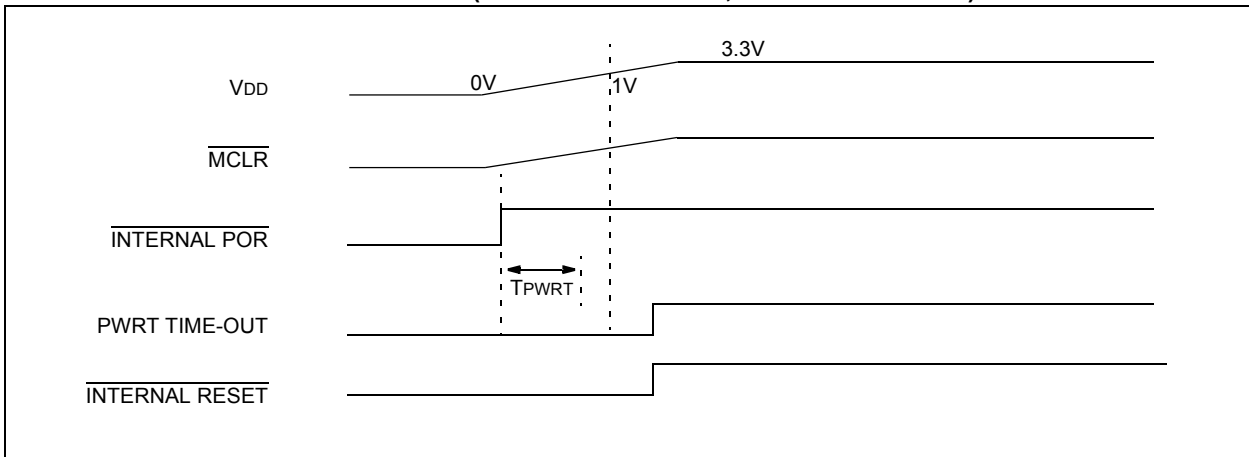 3.3V
VDD
0V
1V
MCLR
INTERNAL POR
TPWRT
PWRT TIME-OUT
INTERNAL RESET